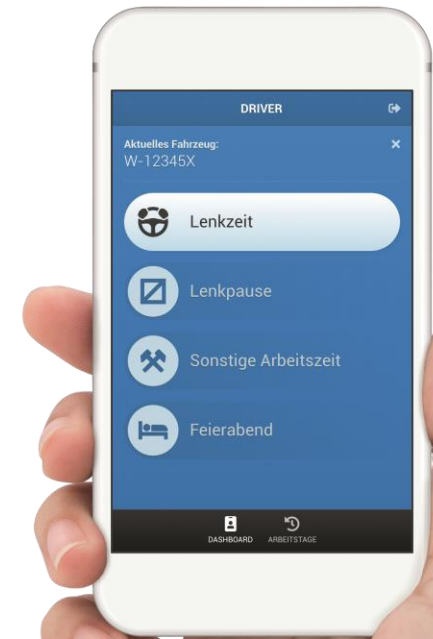 DRIVER
Aktuelles Fahrzeug:
W-12345X
Lenkzeit
Lenkpause
Sonstige Arbeitszeit
Feierabend
DASHBOARD ARBEITSTAGE